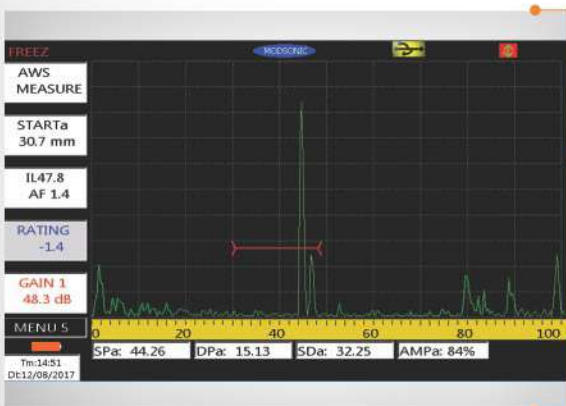 FREEZ
MODSONIC
AWS
MEASURE
STARTa
30.7 mm
IL47.8
AF 1.4
RATING
-1.4
GAIN 1
48.3 dB
MENU 5
0 20 40 60 80 100
SPa: 44.26 DPa: 15.13 SDa: 32.25 AMPa: 84%
Tm:14:51
Dt:12/08/2017